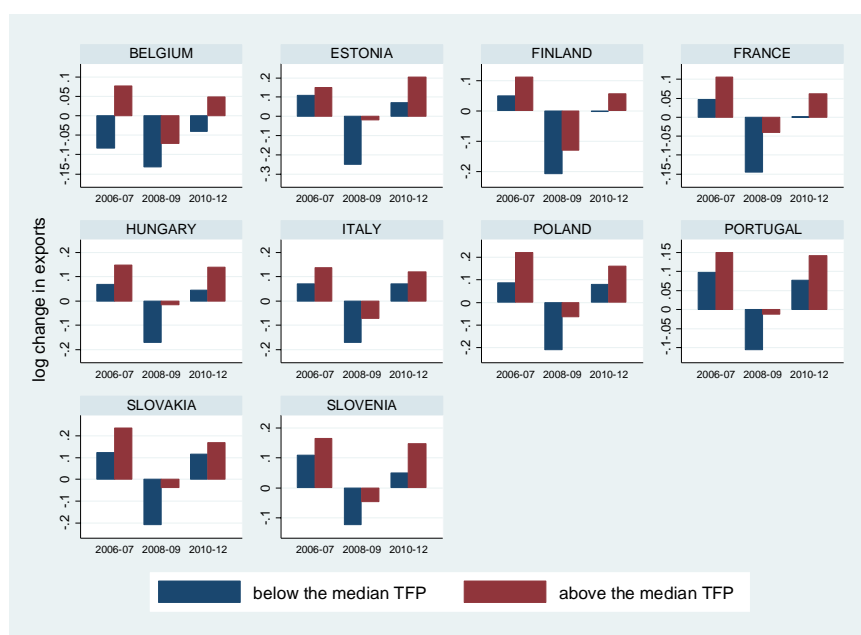 log change in exports
BELGIUM
-.15-.1-.05 0 .05 .1
2006-07 2008-09 2010-12
ESTONIA
-.3 -.2 -.1 0 .1 .2
2006-07 2008-09 2010-12
FINLAND
-.2 -.1 0 .1
2006-07 2008-09 2010-12
FRANCE
-.15-.1-.05 0 .05 .1
2006-07 2008-09 2010-12
HUNGARY
-.2 -.1 0 .1 .2
2006-07 2008-09 2010-12
ITALY
-.2 -.1 0 .1 .2
2006-07 2008-09 2010-12
POLAND
-.2 -.1 0 .1 .2
2006-07 2008-09 2010-12
PORTUGAL
-.1-.05 0 .05 .1 .15
2006-07 2008-09 2010-12
SLOVAKIA
-.2 -.1 0 .1 .2
2006-07 2008-09 2010-12
SLOVENIA
-.1 0 .1 .2
2006-07 2008-09 2010-12
below the median TFP above the median TFP